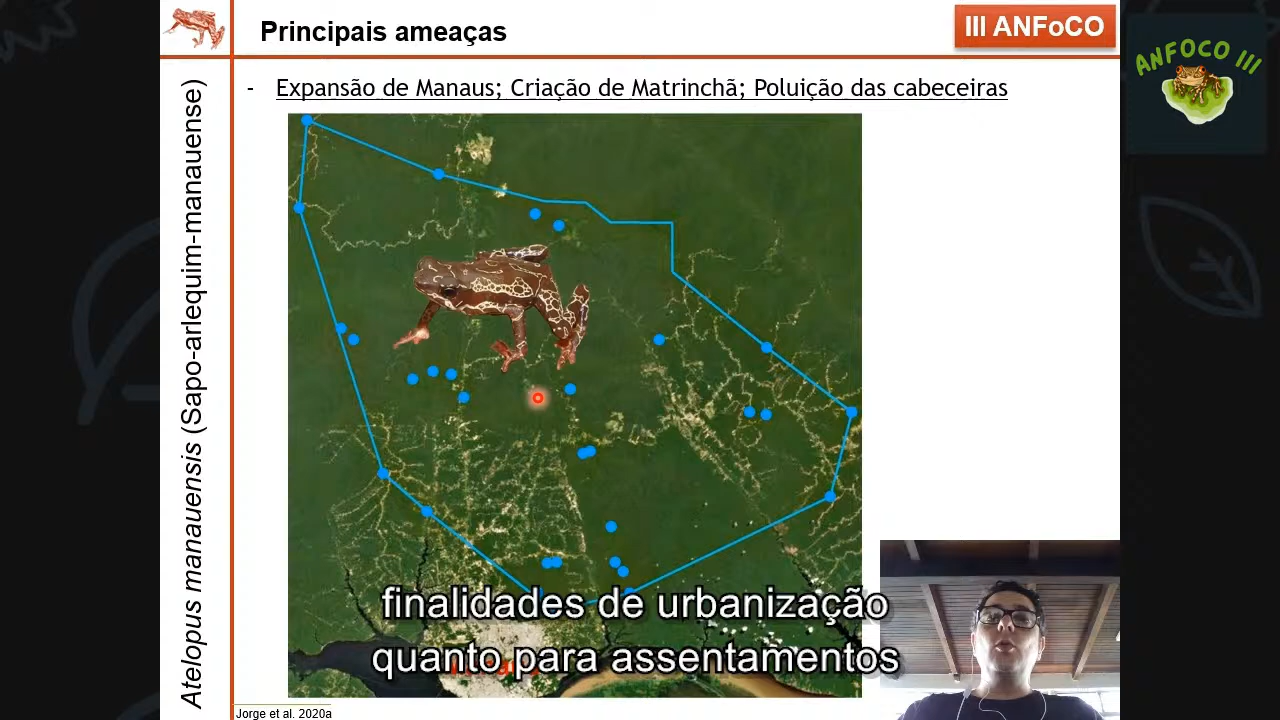 Principais ameaças
III ANFoCO
ANFOCO III
- Expansão de Manaus; Criação de Matrinchã; Poluição das cabeceiras
Atelopus manauensis (Sapo-arlequim-manauense)
finalidades de urbanização
quanto para assentamentos
Jorge et al. 2020a